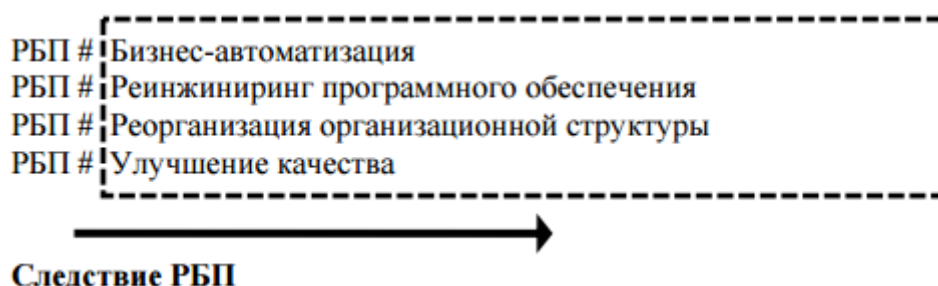 РБП # Бизнес-автоматизация
РБП # Реинжиниринг программного обеспечения
РБП # Реорганизация организационной структуры
РБП # Улучшение качества
Следствие РБП